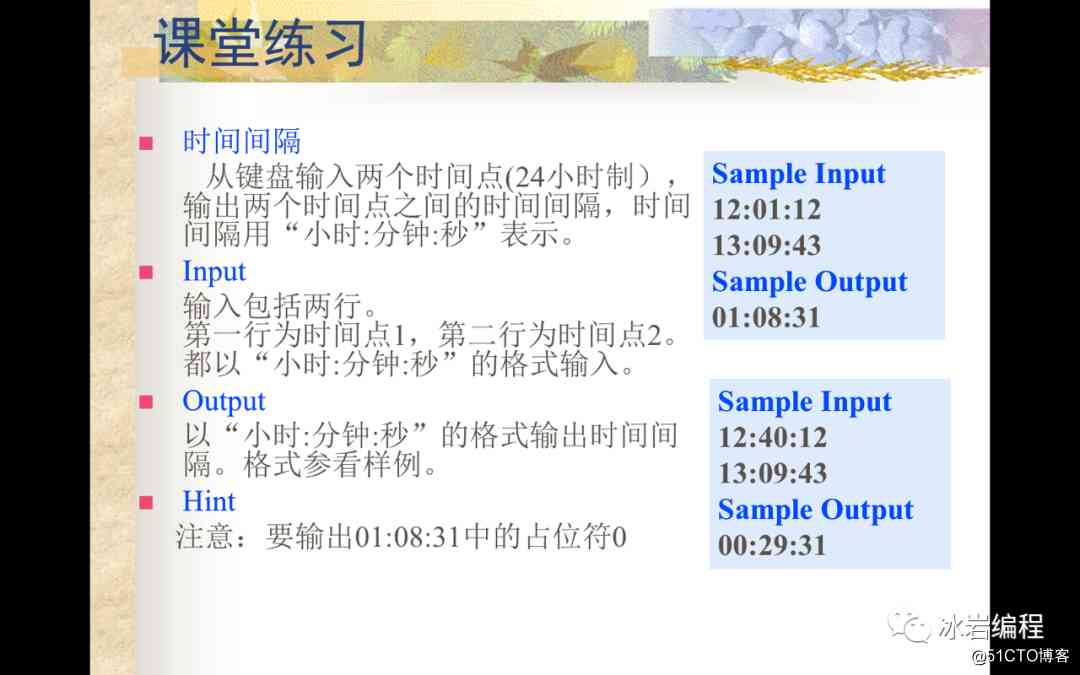 课堂练习
时间间隔
从键盘输入两个时间点(24小时制），
输出两个时间点之间的时间间隔，时间
间隔用“小时:分钟:秒”表示。
Input
输入包括两行。
第一行为时间点1，第二行为时间点2。
都以“小时:分钟:秒”的格式输入。
Output
以“小时:分钟:秒”的格式输出时间间
隔。格式参看样例。
Hint
注意：要输出01:08:31中的占位符0
Sample Input
12:01:12
13:09:43
Sample Output
01:08:31
Sample Input
12:40:12
13:09:43
Sample Output
00:29:31
冰岩编程
@51CTO博客